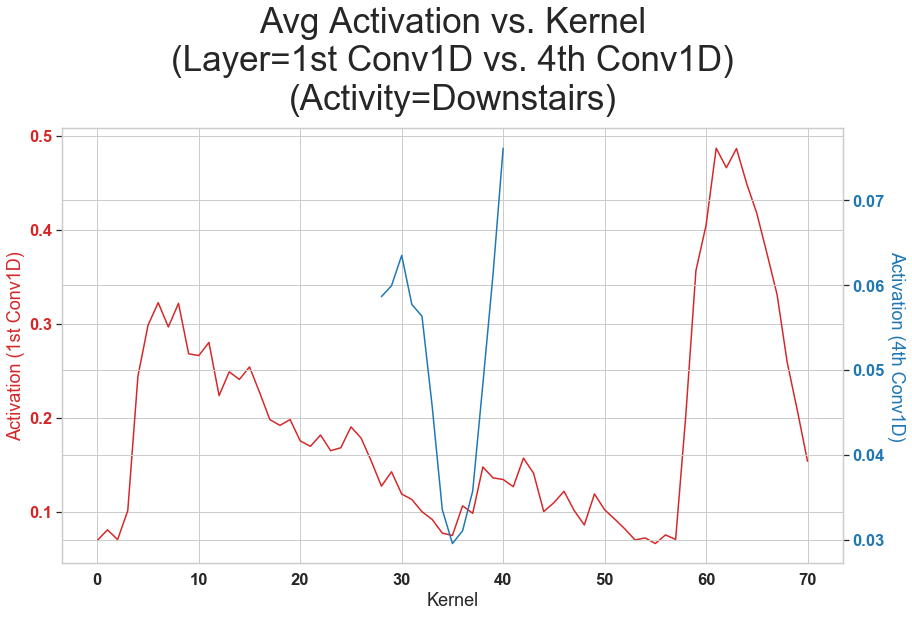 Avg Activation vs. Kernel
(Layer=1st Conv1D vs. 4th Conv1D)
(Activity=Downstairs)
Activation (1st Conv1D)
0.5
0.4
0.3
0.2
0.1
0 10 20 30 40 50 60 70
Kernel
0.07
0.06
0.05
0.04
0.03
Activation (4th Conv1D)